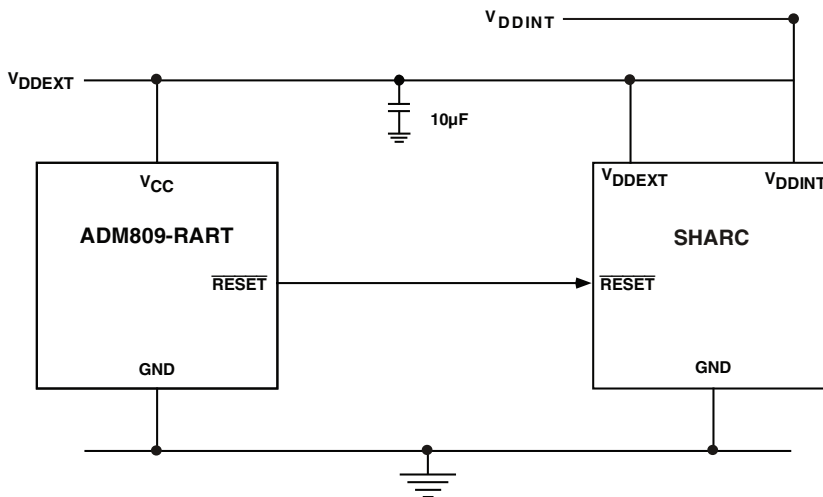 VDDINT
VDDEXT
10µF
VCC
VDDEXT
VDDINT
ADM809-RART
SHARC
RESET
RESET
GND
GND